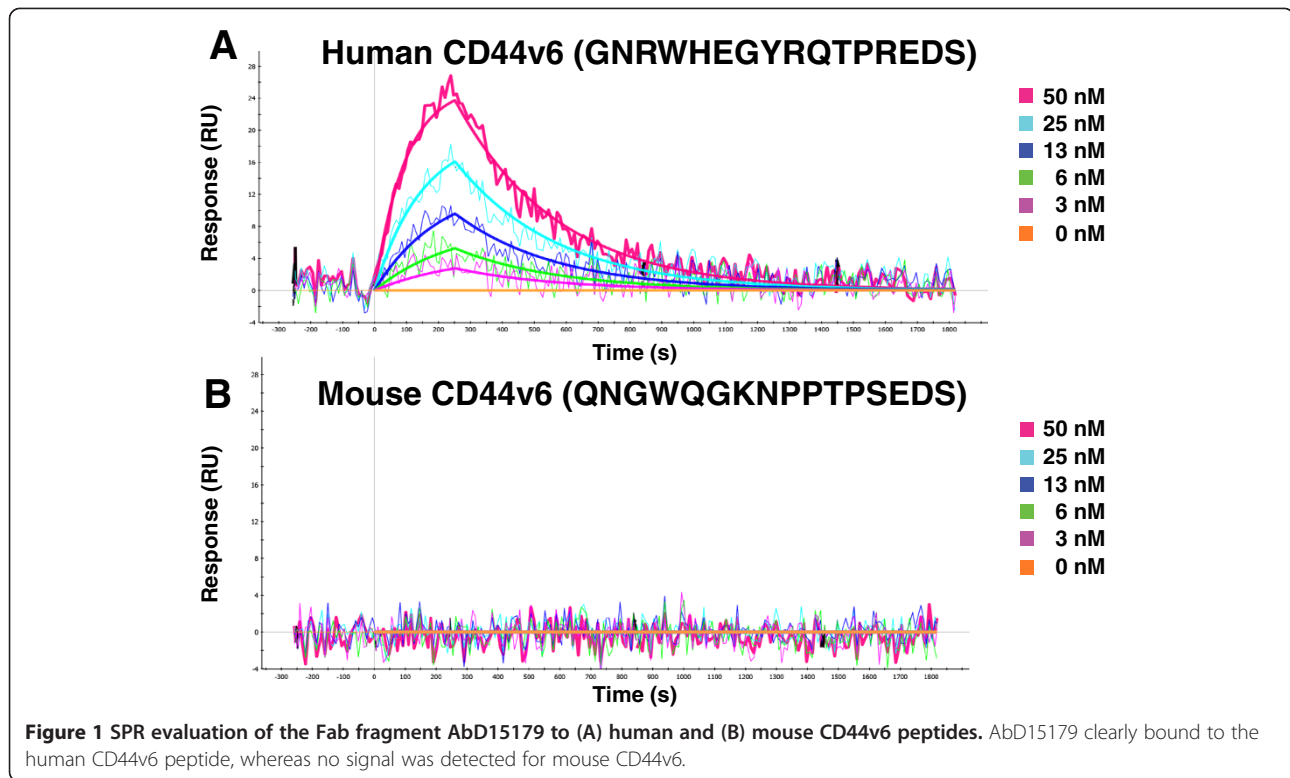 A
Human CD44v6 (GNRWHEGYRQTPREDS)
28
24
20
16
12
8
4
0
-4
Response (RU)
-300 -200 -100 0 100 200 300 400 500 600 700 800 900 1000 1100 1200 1300 1400 1500 1600 1700 1800
Time (s)
50 nM
25 nM
13 nM
6 nM
3 nM
0 nM
B
Mouse CD44v6 (QNGWQGKNPPTPSEDS)
28
24
20
16
12
8
4
0
-4
Response (RU)
-300 -200 -100 0 100 200 300 400 500 600 700 800 900 1000 1100 1200 1300 1400 1500 1600 1700 1800
Time (s)
50 nM
25 nM
13 nM
6 nM
3 nM
0 nM
Figure 1 SPR evaluation of the Fab fragment AbD15179 to (A) human and (B) mouse CD44v6 peptides. AbD15179 clearly bound to the
human CD44v6 peptide, whereas no signal was detected for mouse CD44v6.